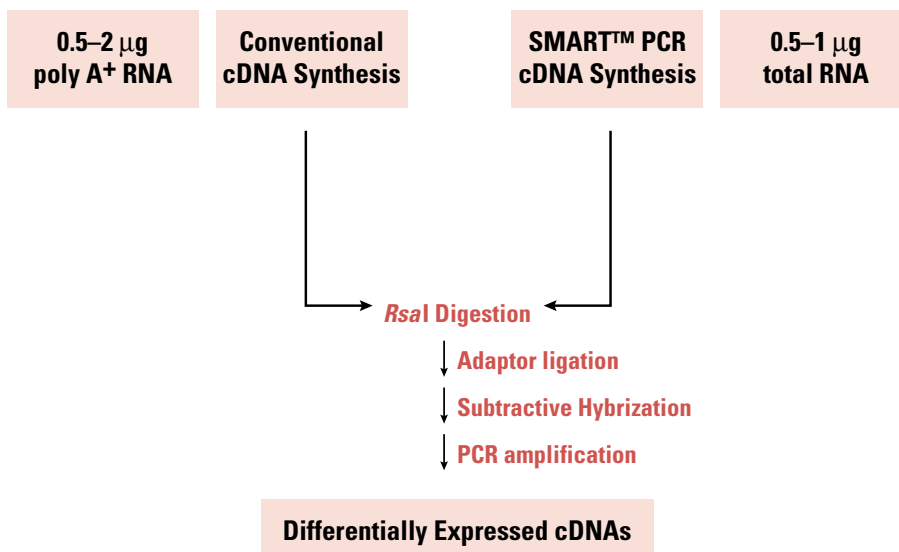 0.5–2 µg
poly A+ RNA
Conventional
cDNA Synthesis
SMART™ PCR
cDNA Synthesis
0.5–1 µg
total RNA
RsaI Digestion
Adaptor ligation
Subtractive Hybrization
PCR amplification
Differentially Expressed cDNAs